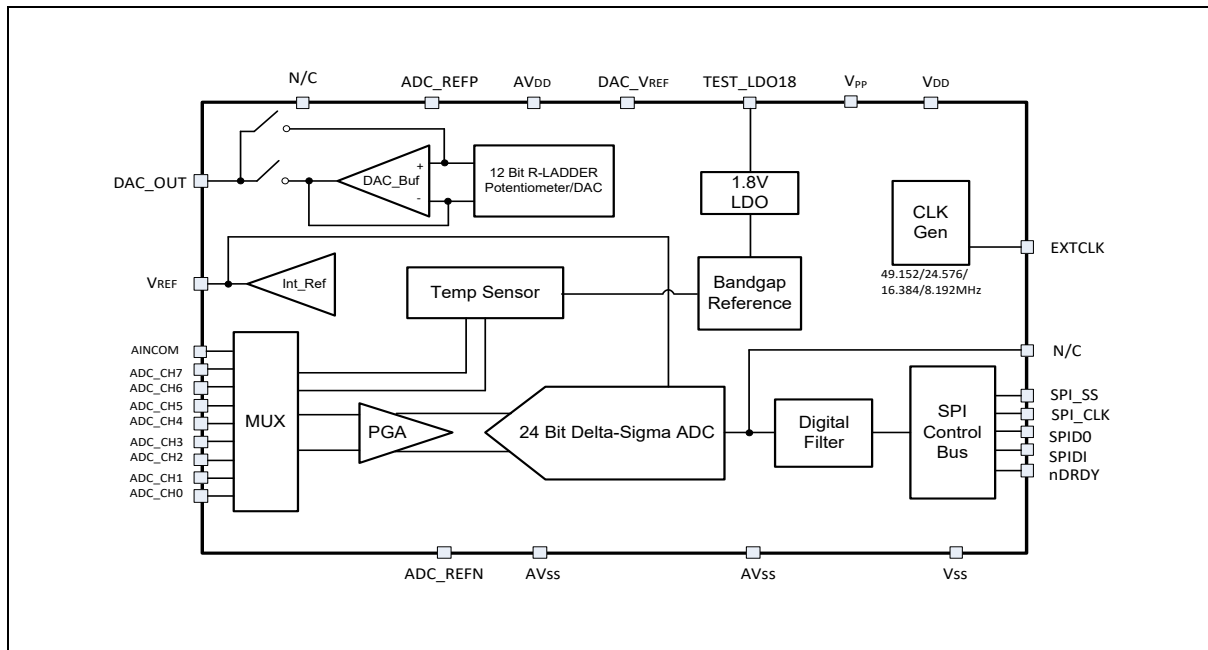 N/C
ADC_REFP
AVDD
DAC_VREF
TEST_LDO18
VPP
VDD
DAC_OUT
+
DAC_Buf
-
12 Bit R-LADDER
Potentiometer/DAC
1.8V
LDO
CLK
Gen
EXTCLK
49.152/24.576/
16.384/8.192MHz
VREF
Int_Ref
Temp Sensor
Bandgap
Reference
AINCOM
ADC_CH7
ADC_CH6
ADC_CH5
ADC_CH4
ADC_CH3
ADC_CH2
ADC_CH1
ADC_CH0
MUX
PGA
24 Bit Delta-Sigma ADC
Digital
Filter
SPI
Control
Bus
N/C
SPI_SS
SPI_CLK
SPID0
SPIDI
nDRDY
ADC_REFN
AVss
AVss
Vss